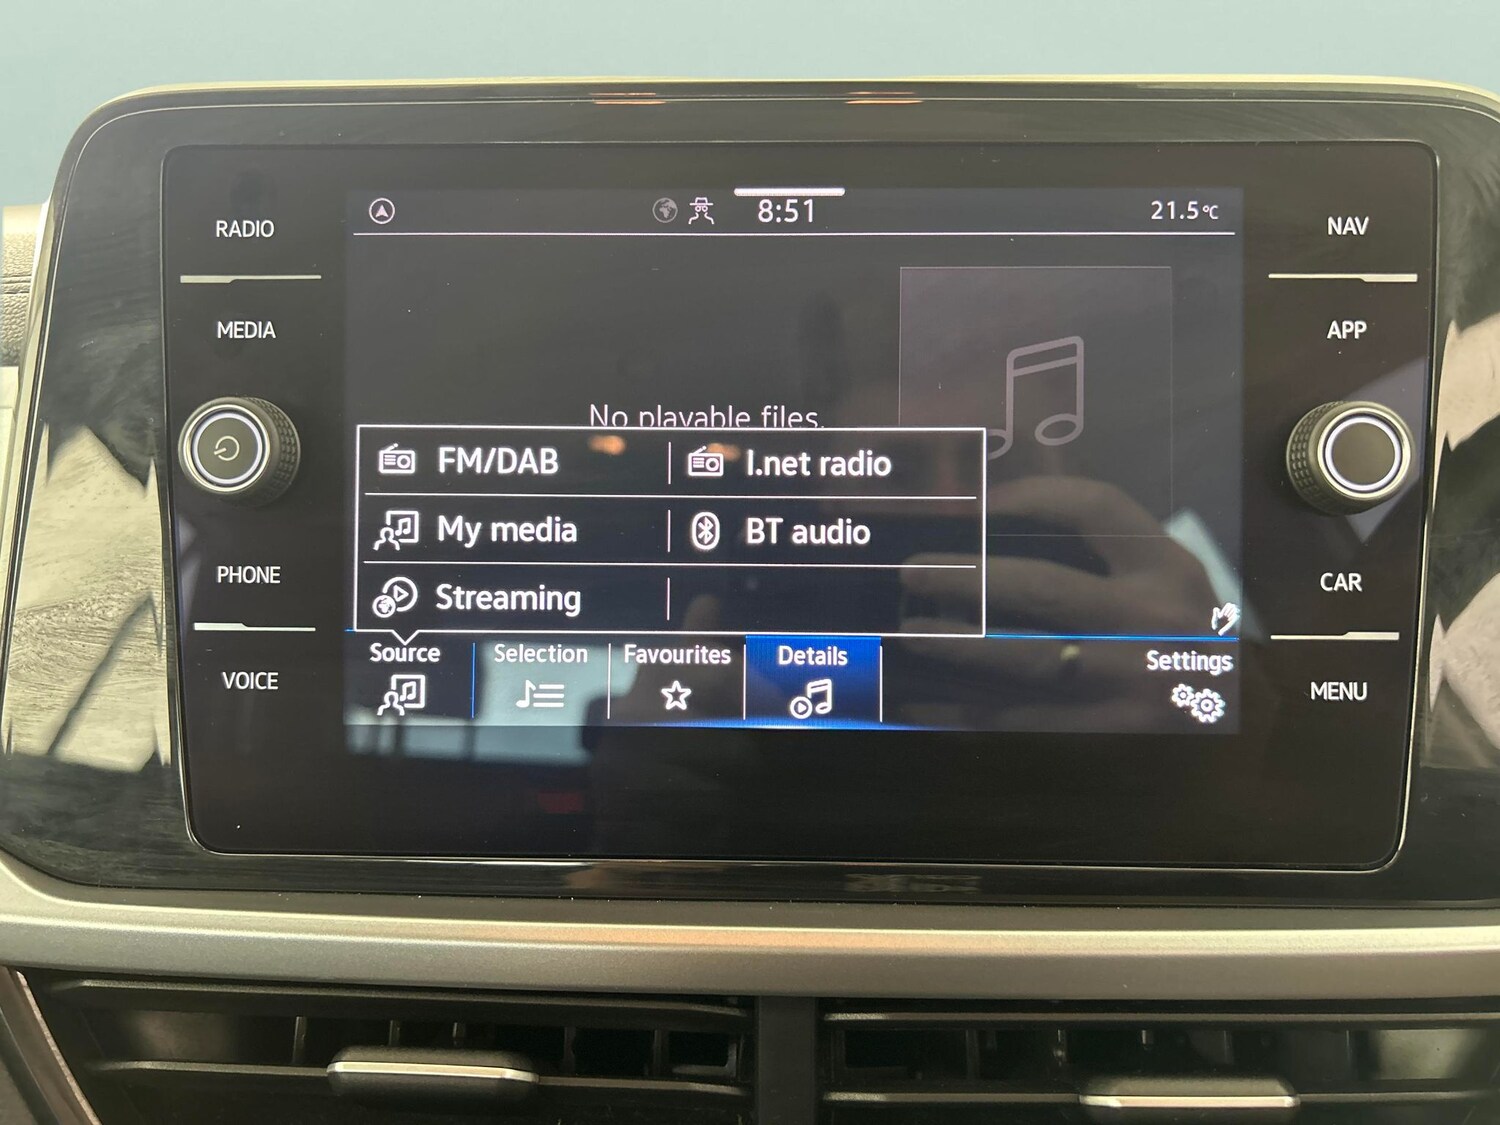 RADIO
MEDIA
PHONE
VOICE
8:51
21.5°C
No playable files.
FM/DAB
I.net radio
My media
BT audio
Streaming
Source
Selection
Favourites
Details
Settings
NAV
APP
CAR
MENU